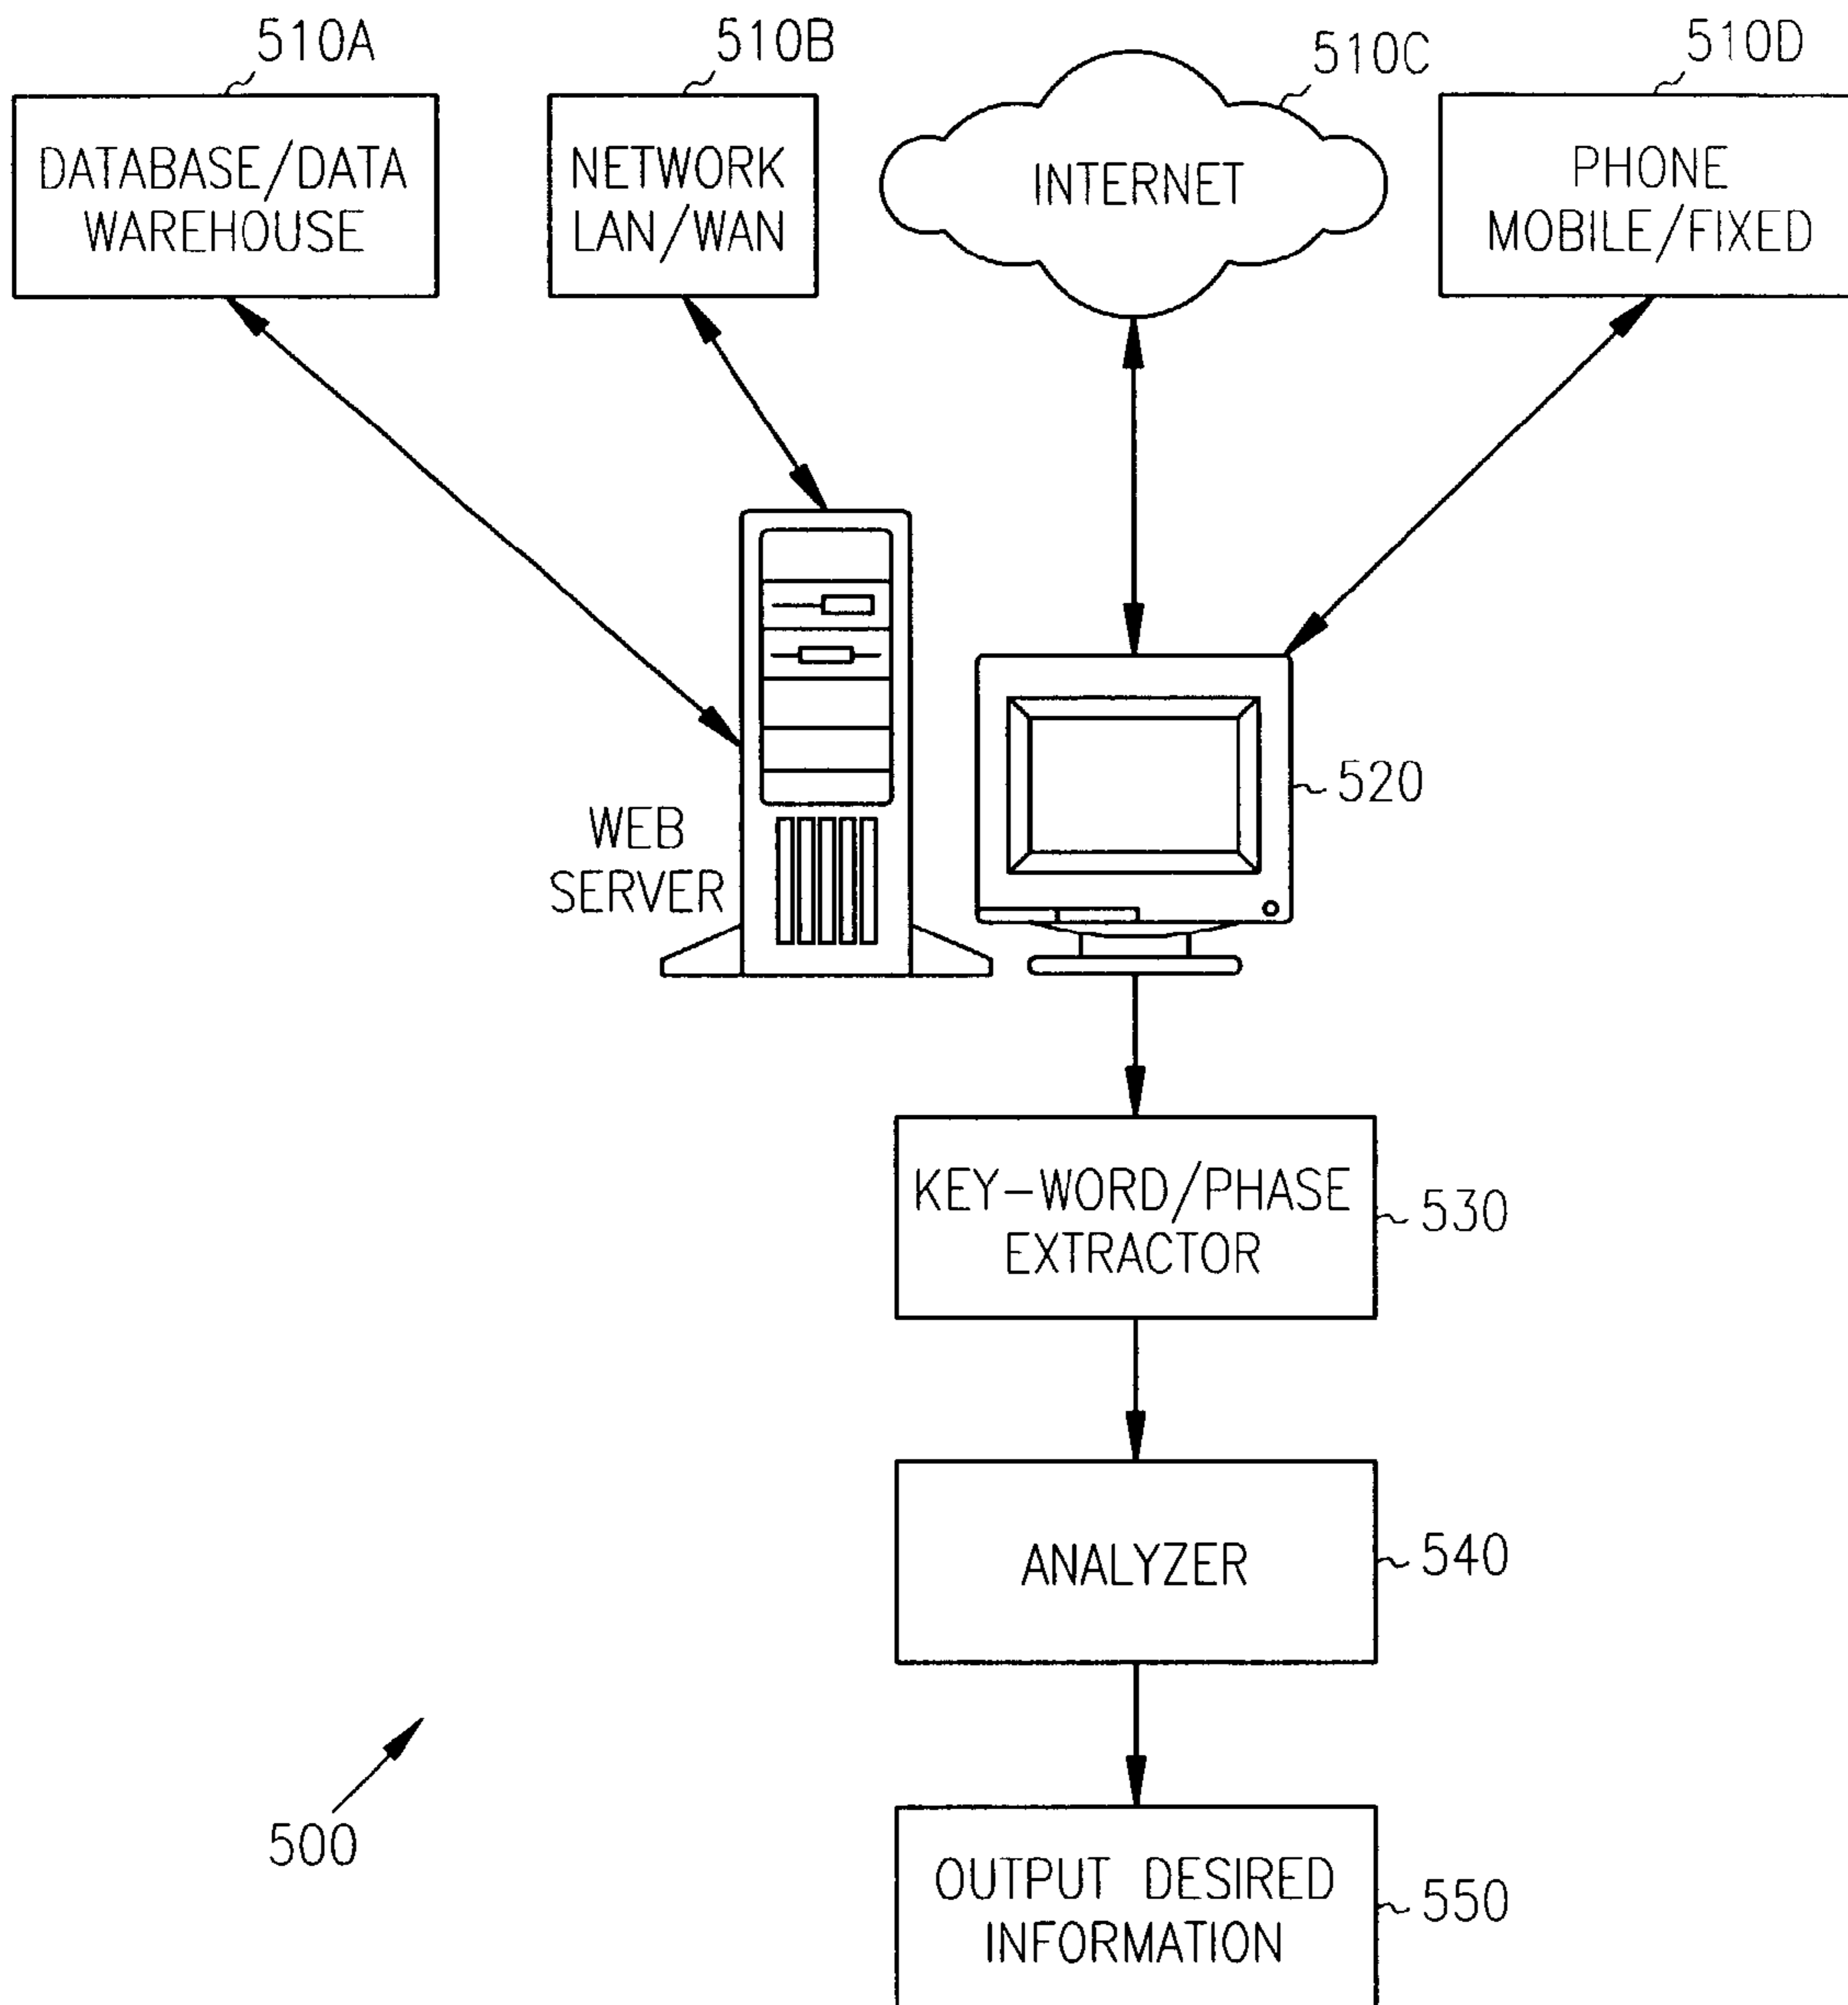 510A
510B
510C
510D
DATABASE/DATA
WAREHOUSE
NETWORK
LAN/WAN
INTERNET
PHONE
MOBILE/FIXED
WEB
SERVER
520
KEY-WORD/PHASE
EXTRACTOR
530
ANALYZER
540
500
OUTPUT DESIRED
INFORMATION
550